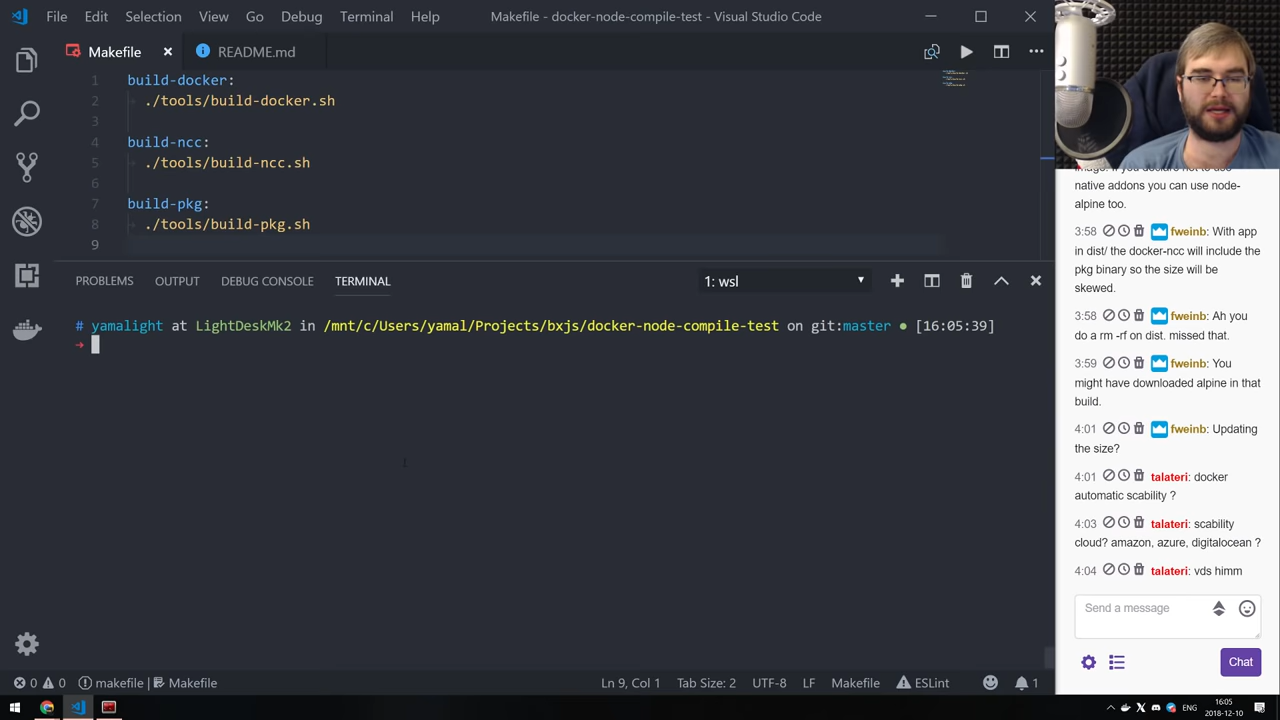 File Edit Selection View Go Debug Terminal Help Makefile - docker-node-compile-test - Visual Studio Code
Makefile README.md
1 build-docker:
2 ./tools/build-docker.sh
3
4 build-ncc:
5 ./tools/build-ncc.sh
6
7 build-pkg:
8 ./tools/build-pkg.sh
9
PROBLEMS OUTPUT DEBUG CONSOLE TERMINAL 1: wsl
# yamalight at LightDeskMk2 in /mnt/c/Users/yamal/Projects/bxjs/docker-node-compile-test on git:master ● [16:05:39]
→
0 0 makefile Makefile Ln 9, Col 1 Tab Size: 2 UTF-8 LF Makefile ESLint 1
native addons you can use node-
alpine too.
3:58 fweinb: With app
in dist/ the docker-ncc will include the
pkg binary so the size will be
skewed.
3:58 fweinb: Ah you
do a rm -rf on dist. missed that.
3:59 fweinb: You
might have downloaded alpine in that
build.
4:01 fweinb: Updating
the size?
4:01 talateri: docker
automatic scability ?
4:03 talateri: scability
cloud? amazon, azure, digitalocean ?
4:04 talateri: vds himm
Send a message
Chat
ENG 16:05
2018-12-10